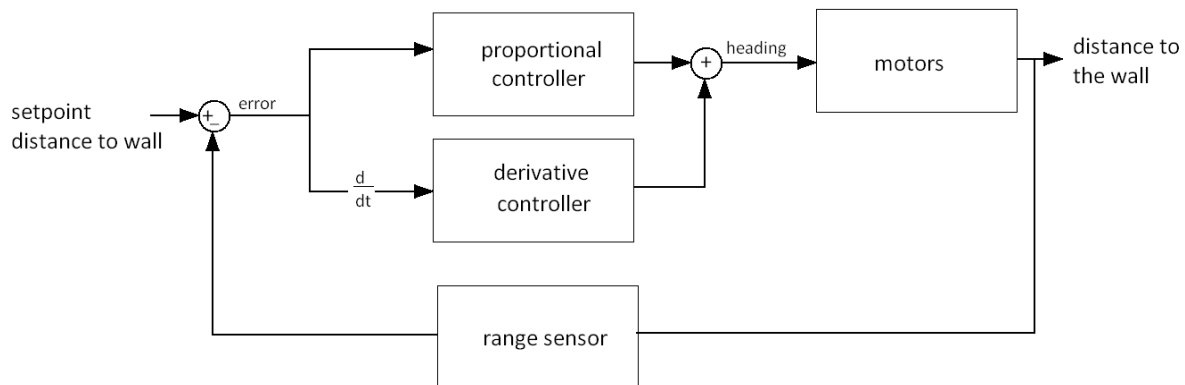 proportional
controller
+
heading
motors
distance to
the wall
setpoint
distance to wall
+
−
error
d
dt
derivative
controller
range sensor